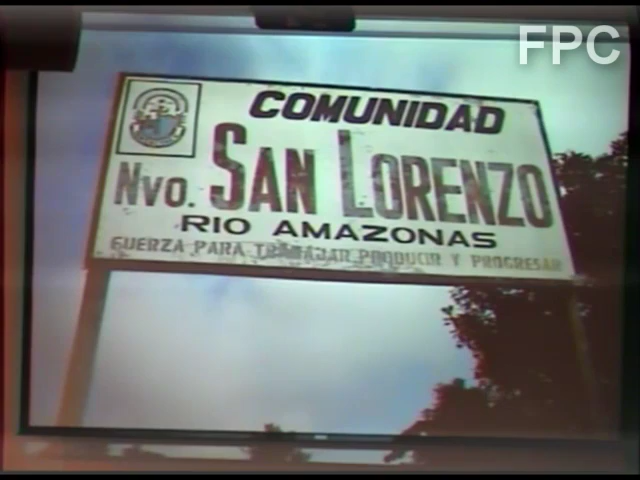 FPC
COMUNIDAD
Nvo. SAN LORENZO
RIO AMAZONAS
FUERZA PARA TRABAJAR PRODUCIR Y PROGRESAR